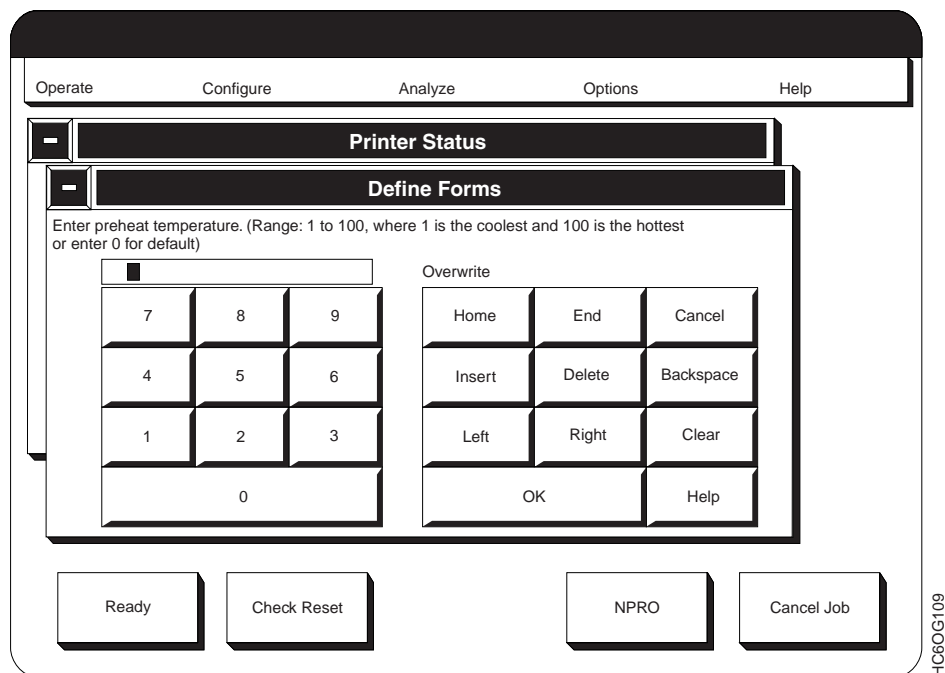 Operate Configure Analyze Options Help
Printer Status
Define Forms
Enter preheat temperature. (Range: 1 to 100, where 1 is the coolest and 100 is the hottest
or enter 0 for default)
Overwrite
7 8 9 Home End Cancel
4 5 6 Insert Delete Backspace
1 2 3 Left Right Clear
0 OK Help
Ready Check Reset NPRO Cancel Job
HC6OG109